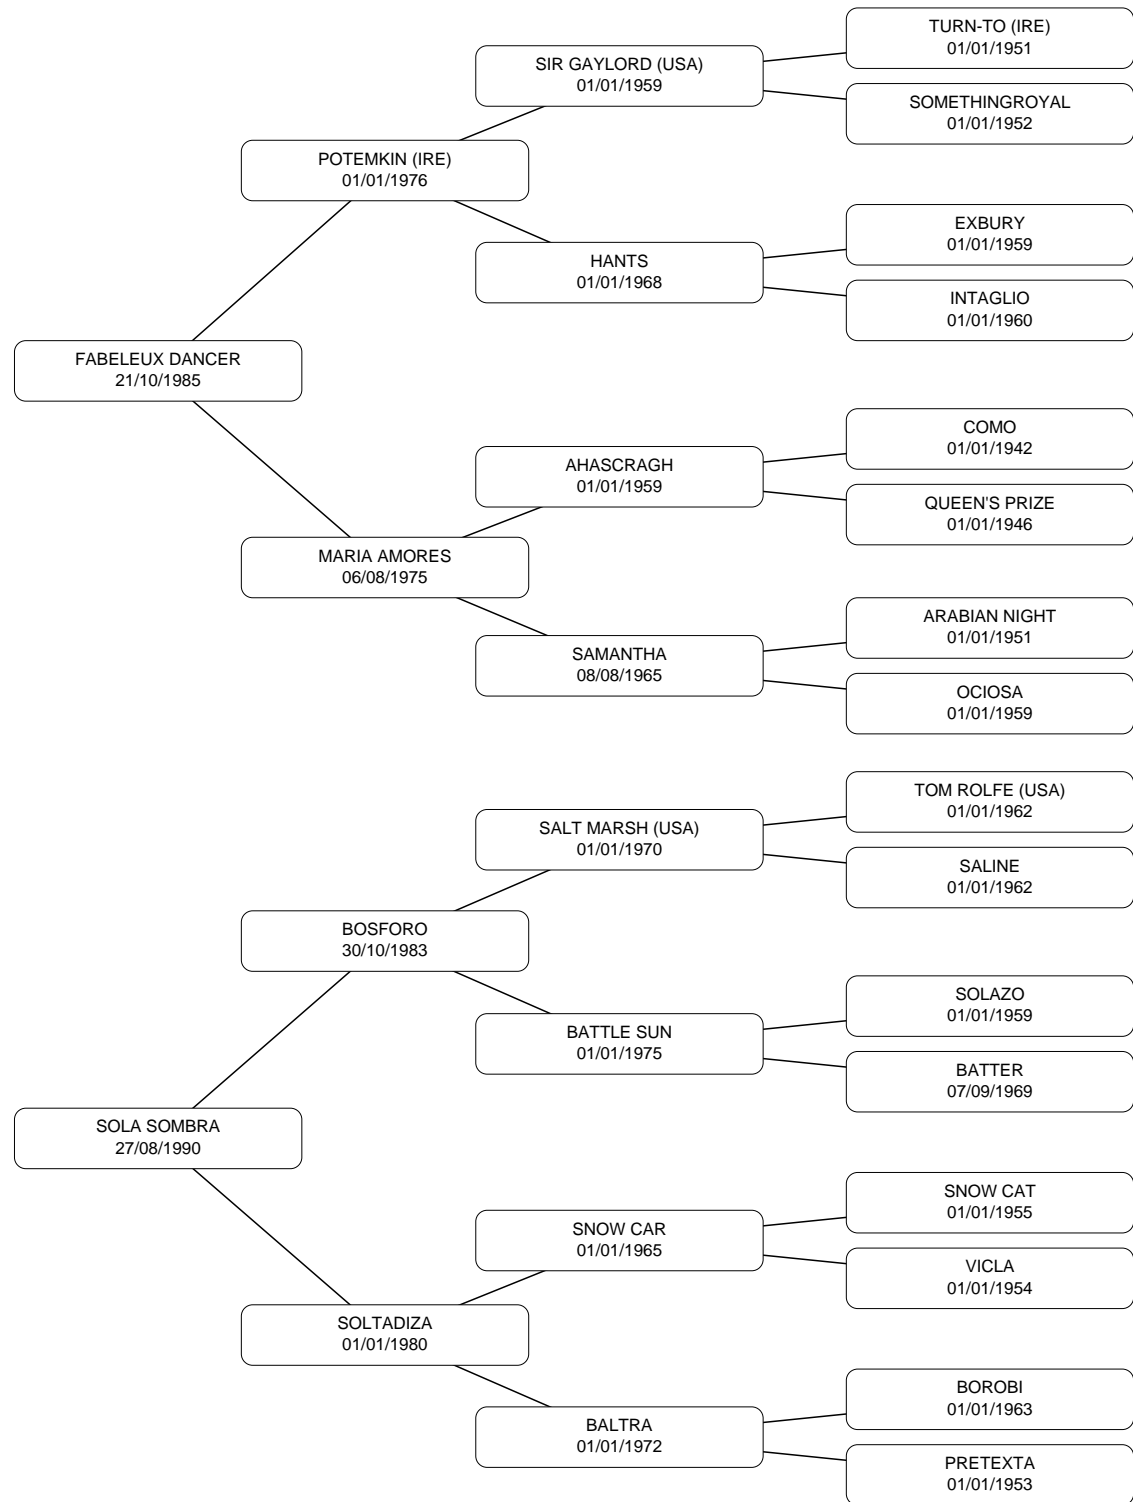 TURN-TO (IRE)
01/01/1951
SIR GAYLORD (USA)
01/01/1959
SOMETHINGROYAL
01/01/1952
POTEMKIN (IRE)
01/01/1976
EXBURY
01/01/1959
HANTS
01/01/1968
INTAGLIO
01/01/1960
FABELEUX DANCER
21/10/1985
COMO
01/01/1942
AHASCRAGH
01/01/1959
QUEEN'S PRIZE
01/01/1946
MARIA AMORES
06/08/1975
ARABIAN NIGHT
01/01/1951
SAMANTHA
08/08/1965
OCIOSA
01/01/1959
TOM ROLFE (USA)
01/01/1962
SALT MARSH (USA)
01/01/1970
SALINE
01/01/1962
BOSFORO
30/10/1983
SOLAZO
01/01/1959
BATTLE SUN
01/01/1975
BATTER
07/09/1969
SOLA SOMBRA
27/08/1990
SNOW CAT
01/01/1955
SNOW CAR
01/01/1965
VICLA
01/01/1954
SOLTADIZA
01/01/1980
BOROBI
01/01/1963
BALTRA
01/01/1972
PRETEXTA
01/01/1953